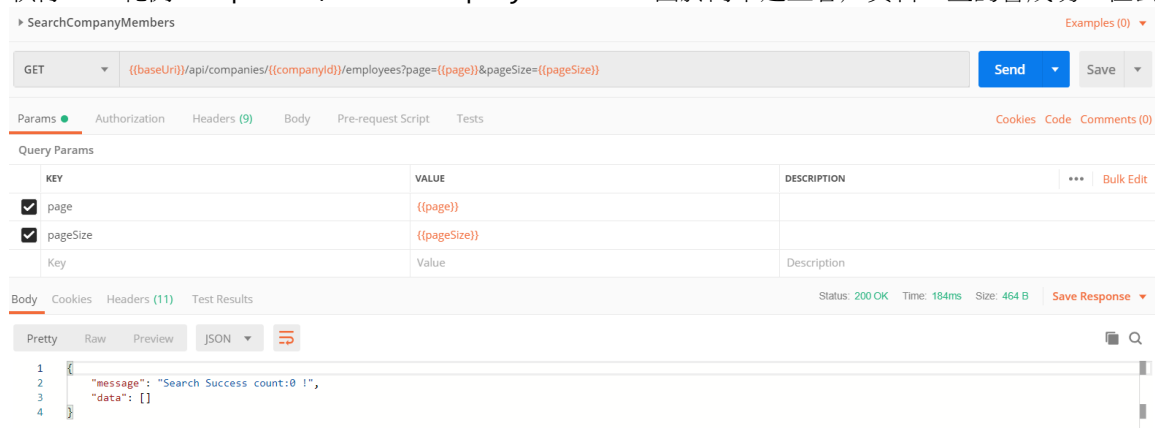 SearchCompanyMembers
Examples (0)
GET {{baseUri}}/api/companies/{{companyId}}/employees?page={{page}}&pageSize={{pageSize}} Send Save
Params Authorization Headers (9) Body Pre-request Script Tests Cookies Code Comments (0)
Query Params
KEY VALUE DESCRIPTION ••• Bulk Edit
page {{page}}
pageSize {{pageSize}}
Key Value Description
Body Cookies Headers (11) Test Results Status: 200 OK Time: 184ms Size: 464 B Save Response
Pretty Raw Preview JSON
1 {
2 "message": "Search Success count:0 !",
3 "data": []
4 }